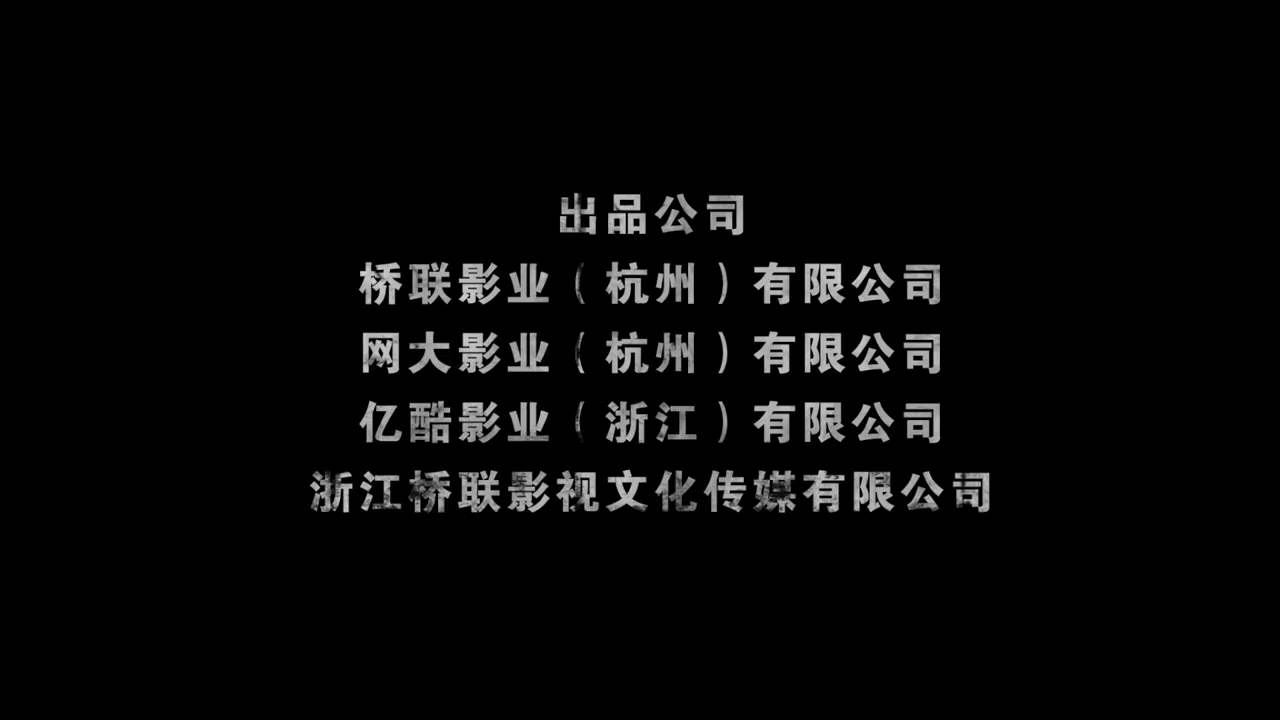 出品公司
桥联影业（杭州）有限公司
网大影业（杭州）有限公司
亿酷影业（浙江）有限公司
浙江桥联影视文化传媒有限公司